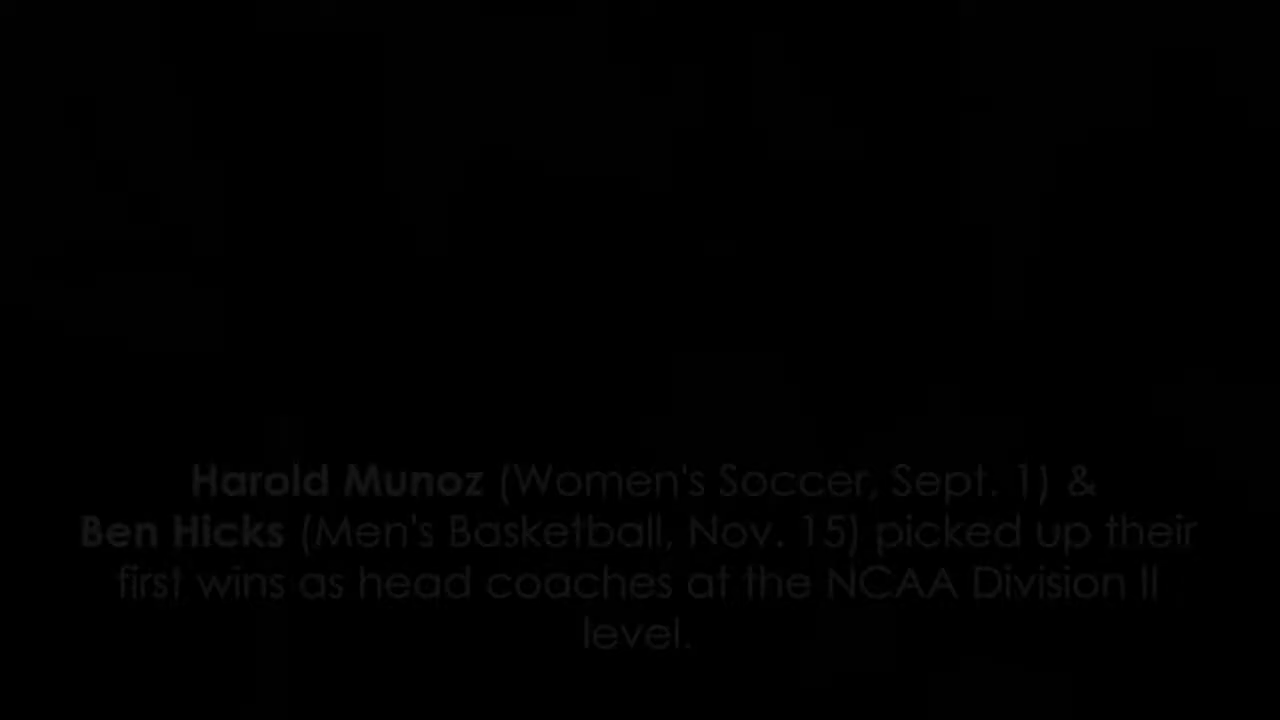 Harold Munoz (Women's Soccer, Sept. 1) &
Ben Hicks (Men's Basketball, Nov. 15) picked up their
first wins as head coaches at the NCAA Division II
level.